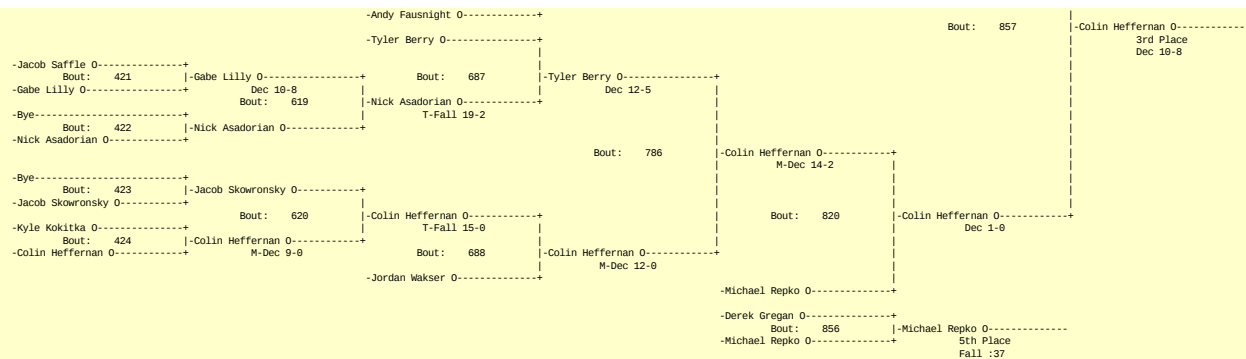 -Andy Fausnight O------------+
Bout: 857 |-Colin Heffernan O-----------
-Tyler Berry O---------------+ 3rd Place
Dec 10-8
-Jacob Saffle O--------------+
Bout: 421 |-Gabe Lilly O----------------+ Bout: 687 |-Tyler Berry O---------------+
-Gabe Lilly O----------------+ Dec 10-8 Dec 12-5
Bout: 619 |-Nick Asadorian O------------+
-Bye-------------------------+ T-Fall 19-2
Bout: 422 |-Nick Asadorian O------------+
-Nick Asadorian O------------+
Bout: 786 |-Colin Heffernan O-----------+
M-Dec 14-2
-Bye-------------------------+
Bout: 423 |-Jacob Skowronsky O----------+
-Jacob Skowronsky O----------+
Bout: 620 |-Colin Heffernan O-----------+ Bout: 820 |-Colin Heffernan O-----------+
-Kyle Kokitka O--------------+ T-Fall 15-0 Dec 1-0
Bout: 424 |-Colin Heffernan O-----------+
-Colin Heffernan O-----------+ M-Dec 9-0 Bout: 688 |-Colin Heffernan O-----------+
M-Dec 12-0
-Jordan Wakser O-------------+
-Michael Repko O-------------+
-Derek Gregan O--------------+
Bout: 856 |-Michael Repko O-------------
-Michael Repko O-------------+ 5th Place
Fall :37